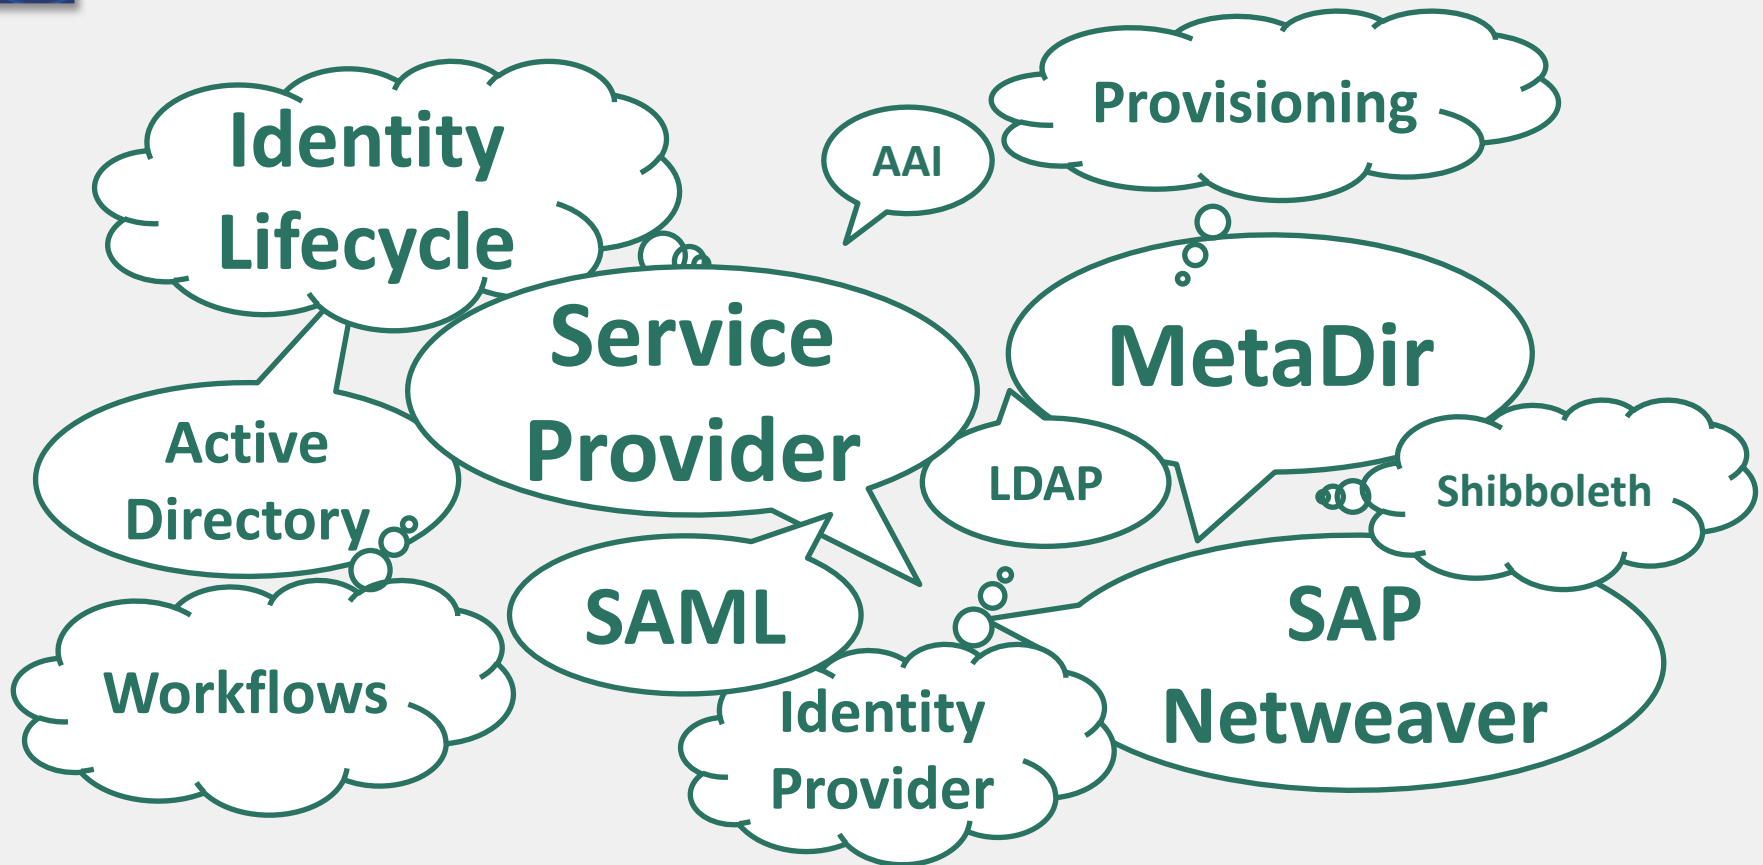 Identity
Lifecycle
AAI
Provisioning
Service
Provider
MetaDir
Active
Directory
LDAP
Shibboleth
SAML
SAP
Netweaver
Workflows
Identity
Provider